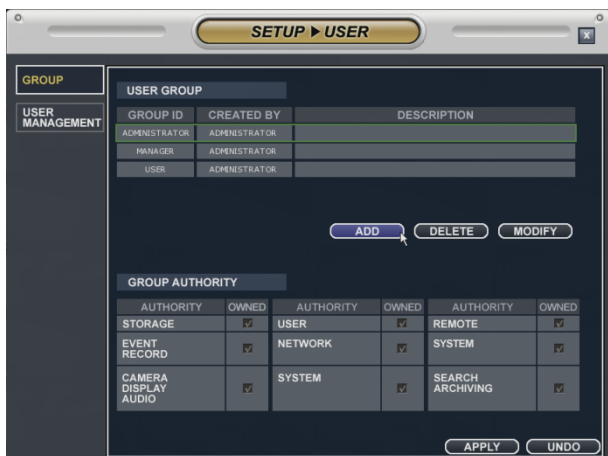 SETUP ▶ USER
X
GROUP
USER
MANAGEMENT
USER GROUP
GROUP ID CREATED BY DESCRIPTION
ADMINISTRATOR ADMINISTRATOR
MANAGER ADMINISTRATOR
USER ADMINISTRATOR
ADD DELETE MODIFY
GROUP AUTHORITY
AUTHORITY OWNED AUTHORITY OWNED AUTHORITY OWNED
STORAGE USER REMOTE
EVENT
RECORD NETWORK SYSTEM
CAMERA
DISPLAY
AUDIO SYSTEM SEARCH
ARCHIVING
APPLY UNDO